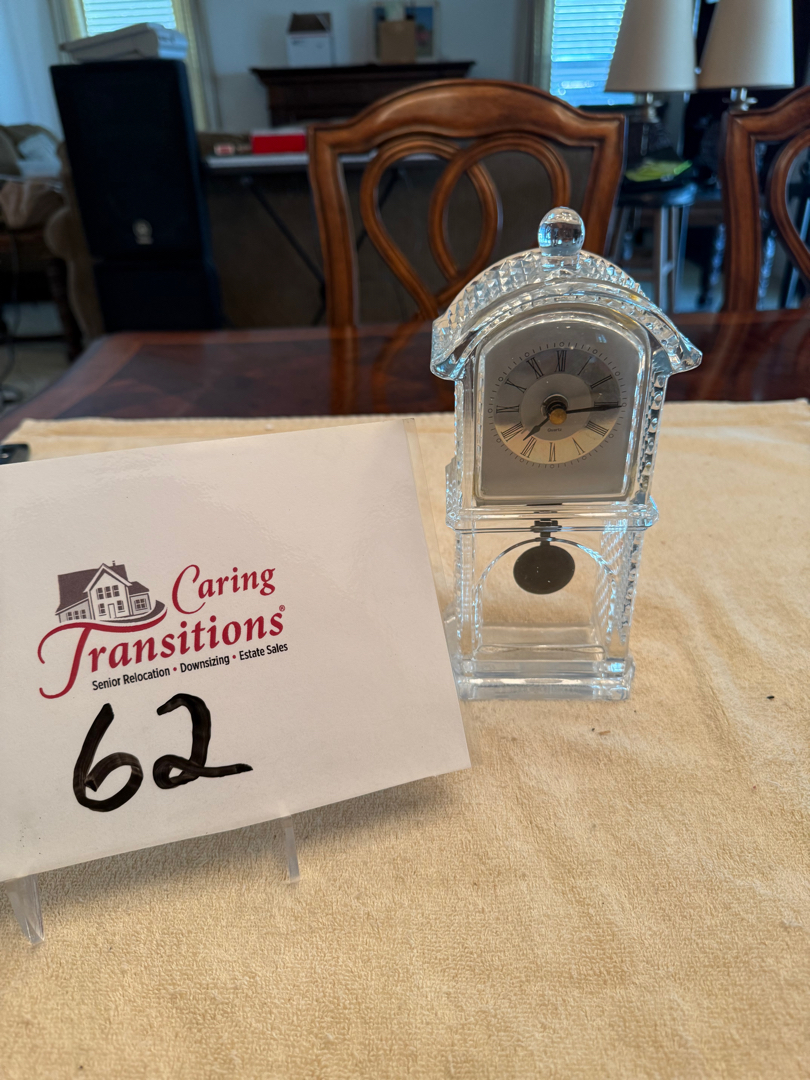 Caring
Transitions®
Senior Relocation • Downsizing • Estate Sales
62